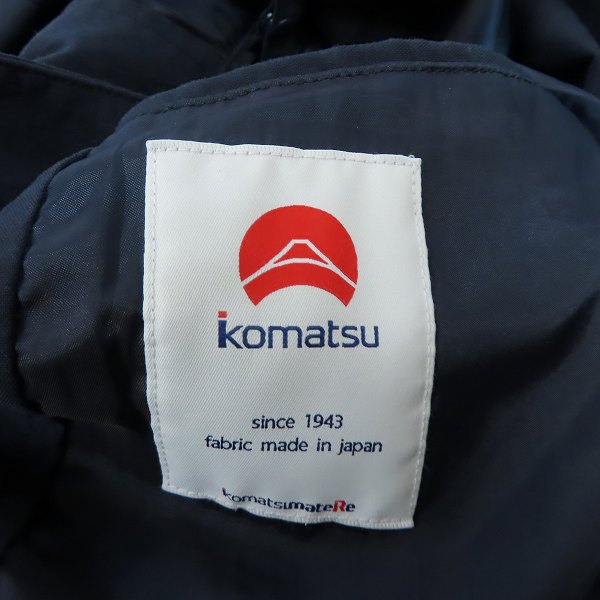 komatsu
since 1943
fabric made in japan
komatsumateRe